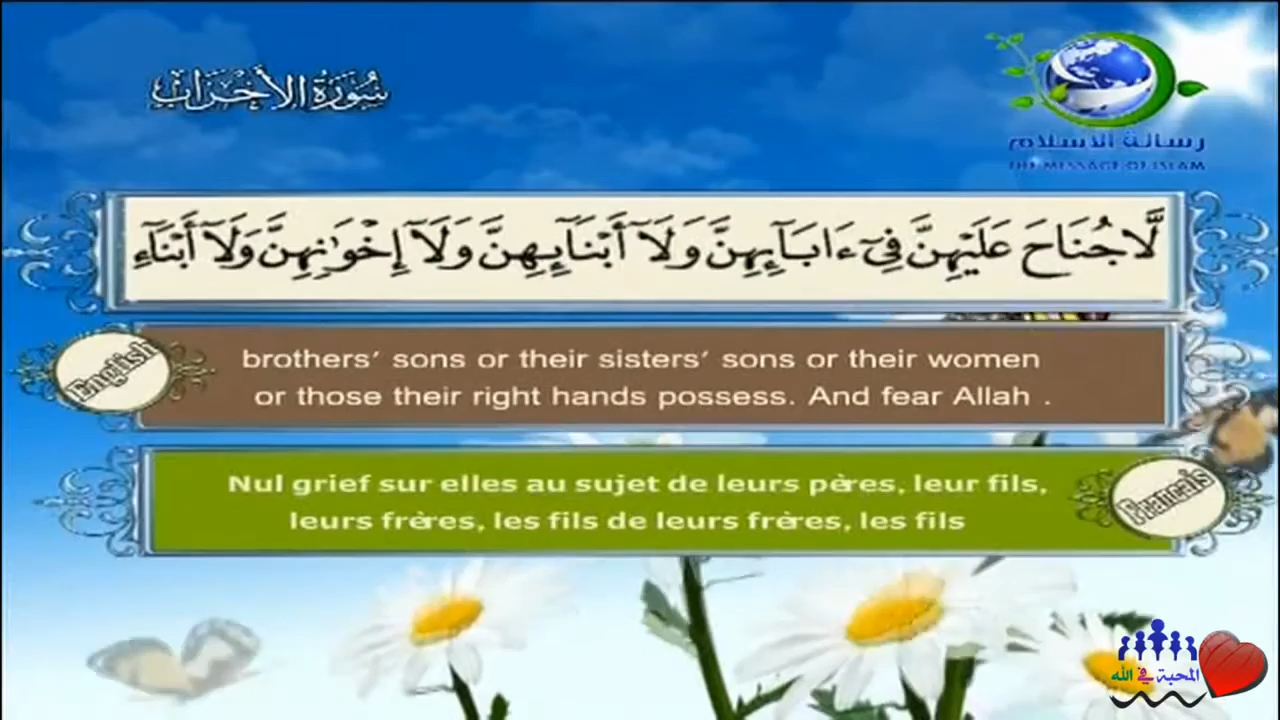 سُورَةُ الأَحْزَاب
رسالة الإسلام
THE MESSAGE OF ISLAM
لَّا جُنَاحَ عَلَيْهِنَّ فِيٓ ءَابَآئِهِنَّ وَلَآ أَبْنَآئِهِنَّ وَلَآ إِخْوَٰنِهِنَّ وَلَآ أَبْنَآءِ
English
brothers’ sons or their sisters’ sons or their women
or those their right hands possess. And fear Allah .
Nul grief sur elles au sujet de leurs pères, leur fils,
leurs frères, les fils de leurs frères, les fils
Français
المحبة في الله